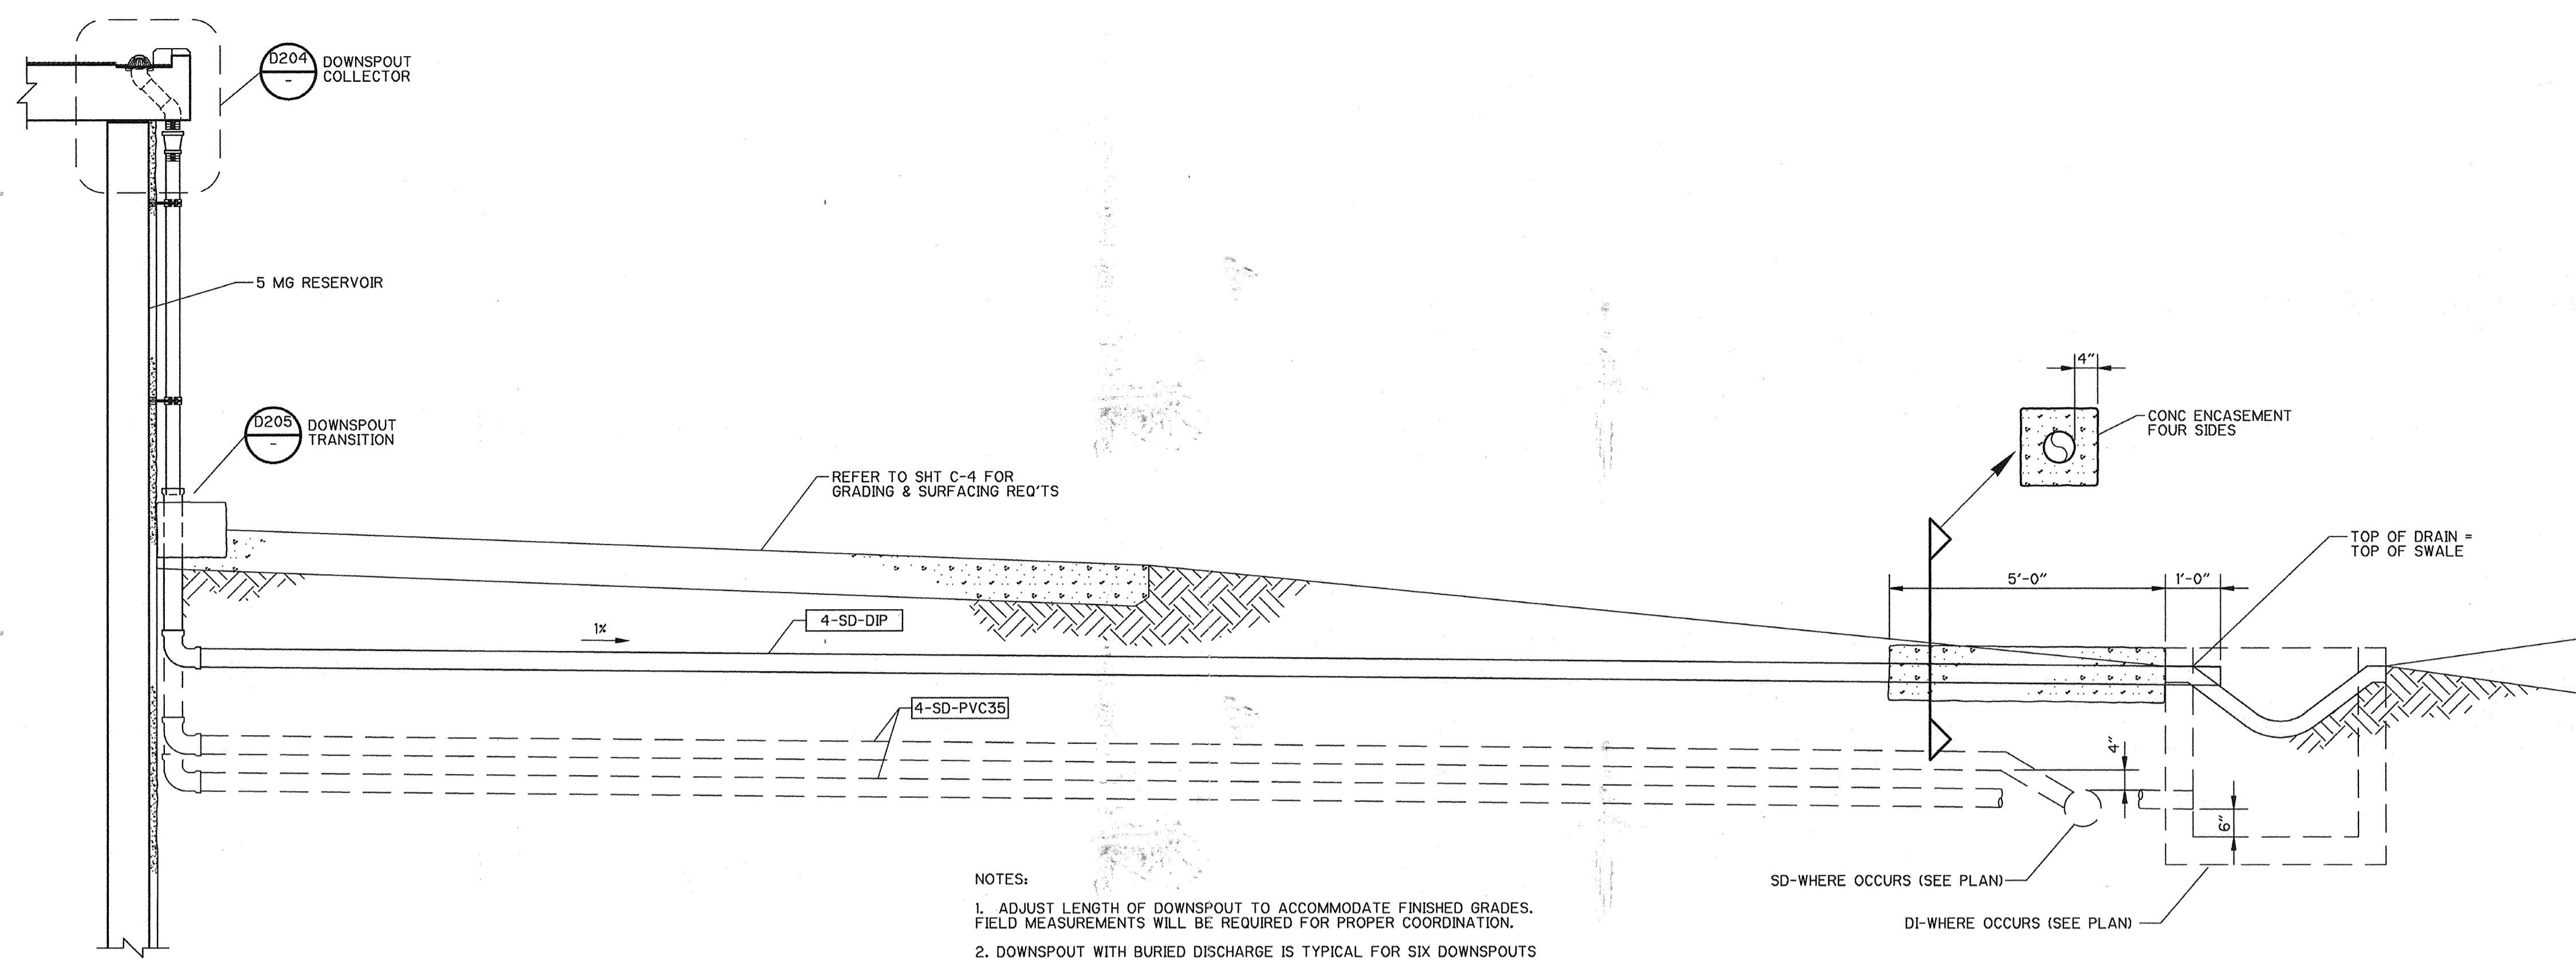 D204
-
DOWNSPOUT
COLLECTOR
5 MG RESERVOIR
D205
-
DOWNSPOUT
TRANSITION
REFER TO SHT C-4 FOR
GRADING & SURFACING REQ'TS
4"
CONC ENCASEMENT
FOUR SIDES
TOP OF DRAIN =
TOP OF SWALE
5'-0"
1'-0"
1%
4-SD-DIP
4-SD-PVC35
4"
6"
SD-WHERE OCCURS (SEE PLAN)
DI-WHERE OCCURS (SEE PLAN)
NOTES:
1. ADJUST LENGTH OF DOWNSPOUT TO ACCOMMODATE FINISHED GRADES.
FIELD MEASUREMENTS WILL BE REQUIRED FOR PROPER COORDINATION.
2. DOWNSPOUT WITH BURIED DISCHARGE IS TYPICAL FOR SIX DOWNSPOUTS